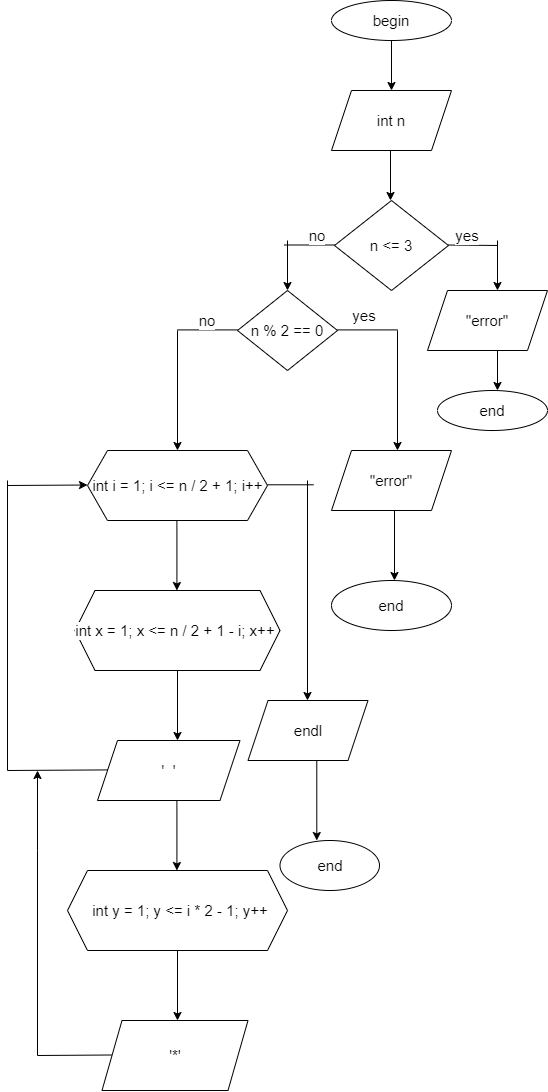 begin
int n
n <= 3
no
yes
"error"
end
n % 2 == 0
no
yes
"error"
end
int i = 1; i <= n / 2 + 1; i++
int x = 1; x <= n / 2 + 1 - i; x++
' '
endl
end
int y = 1; y <= i * 2 - 1; y++
'*'